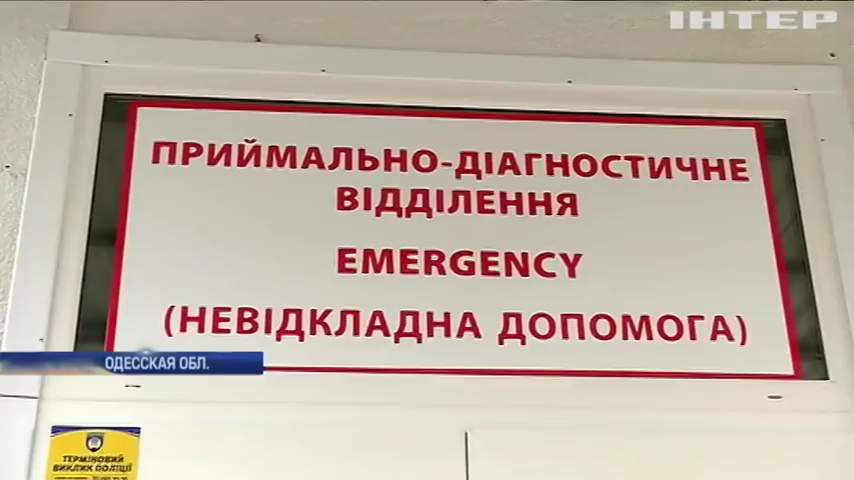 ІНТЕР
ПРИЙМАЛЬНО-ДІАГНОСТИЧНЕ
ВІДДІЛЕННЯ
EMERGENCY
(НЕВІДКЛАДНА ДОПОМОГА)
ОДЕССКАЯ ОБЛ.
ТЕРМІНОВИЙ
ВИКЛИК ПОЛІЦІЇ